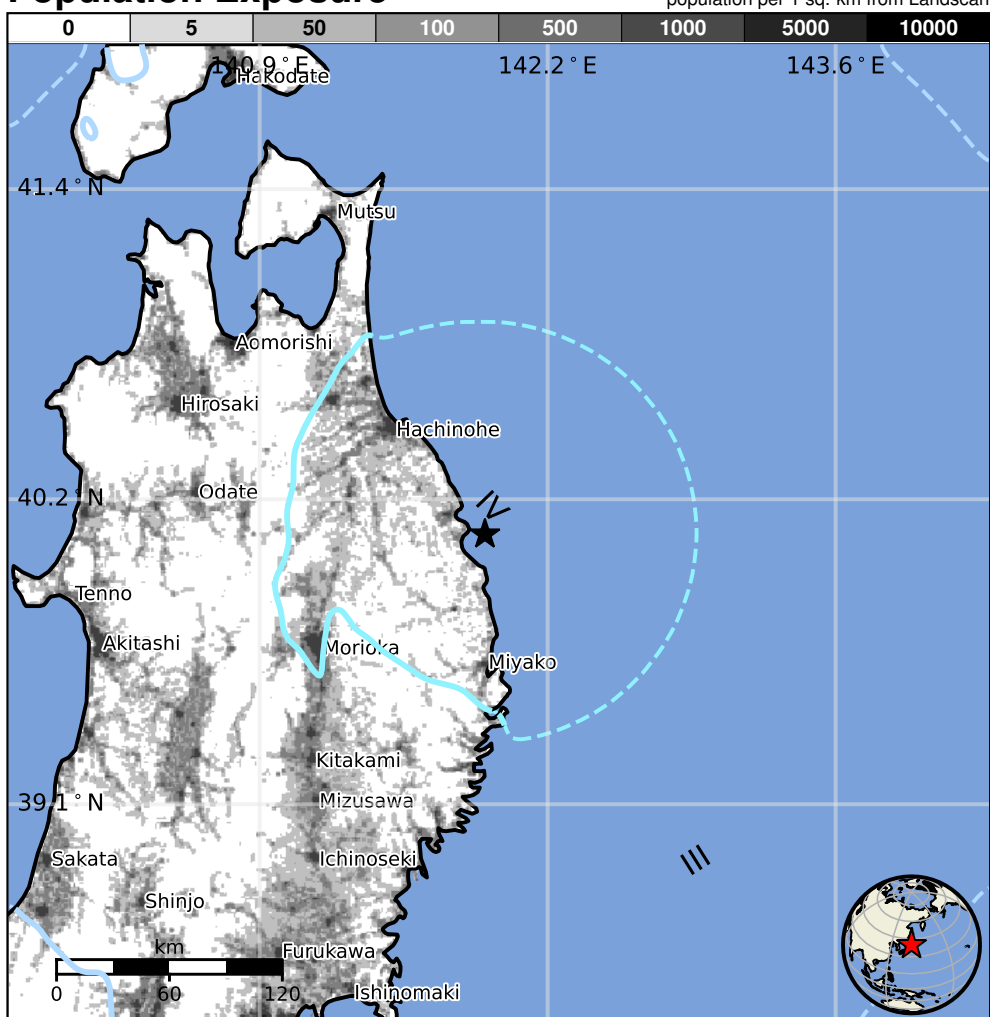 Population Exposure
population per 1 sq. km from Landscan
0 5 50 100 500 1000 5000 10000
140.9°E 142.2°E 143.6°E
Hakodate
41.4°N
Mutsu
Aomorishi
Hirosaki
Hachinohe
Odate
40.2°N
IV
Tenno
Akitashi
Morioka
Miyako
Kitakami
39.1°N
Mizusawa
Sakata
Ichinoseki
III
Shinjo
km
Furukawa
0 60 120
Ishinomaki